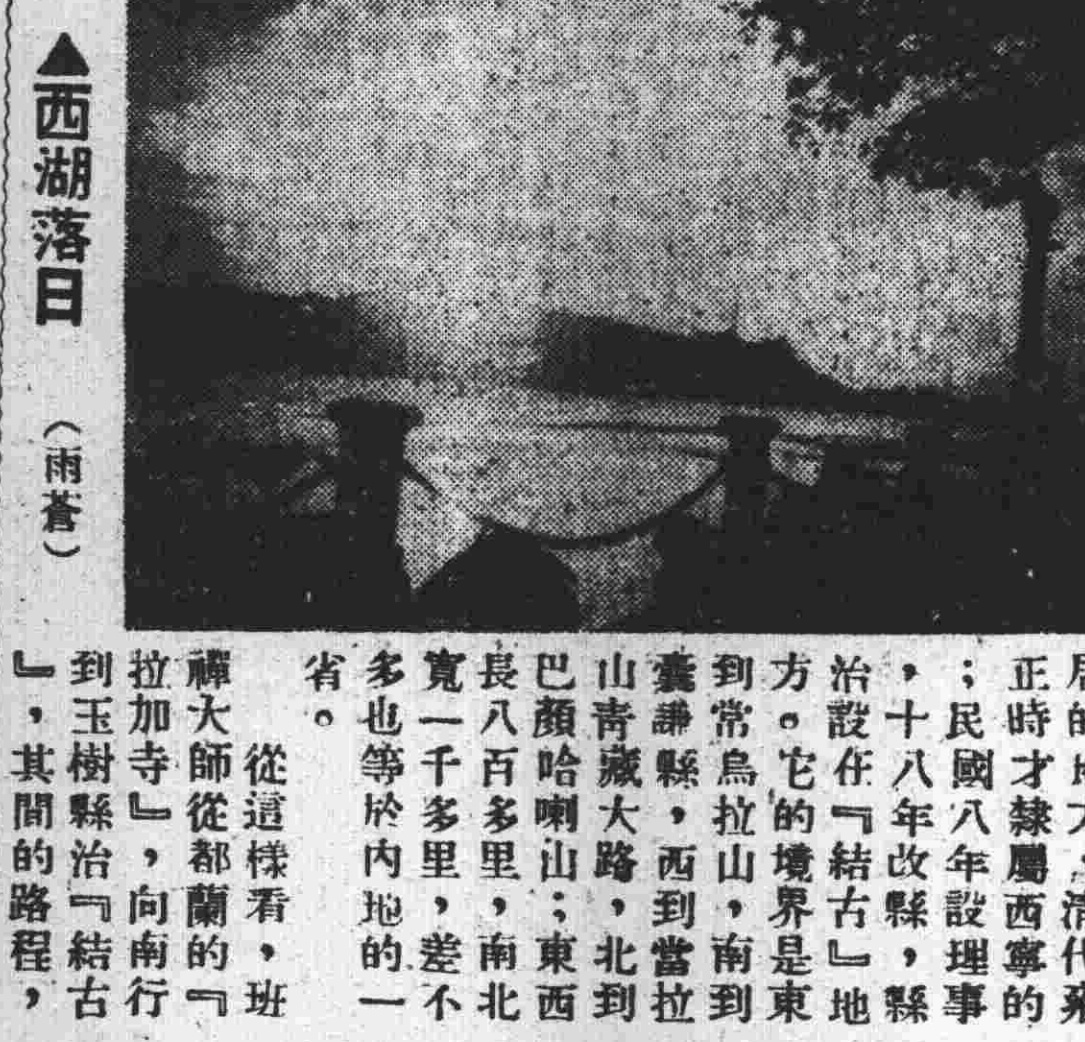 ▲西湖落日
(雨蒼)
正時才隸屬西寧的
；民國八年設理事
，十八年改縣，縣
治設在『結古』地
方。它的境界是東
到常烏拉山，南到
囊謙縣，西到當拉
山靑藏大路，北到
巴顏哈喇山；東西
長八百多里，南北
寬一千多里，差不
多也等於內地的一
省。
從這樣看，班
禪大師從都蘭的『
拉加寺』，向南行
到玉樹縣治『結古
』，其間的路程，